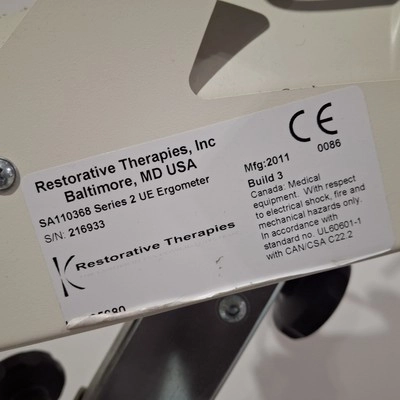 Restorative Therapies, Inc
Baltimore, MD USA
SA110368 Series 2 UE Ergometer
S/N: 216933
Restorative Therapies
CE
0086
Mfg:2011
Build 3
Canada: Medical
equipment. With respect
to electrical shock, fire and
mechanical hazards only.
In accordance with
standard no. UL60601-1
with CAN/CSA C22.2